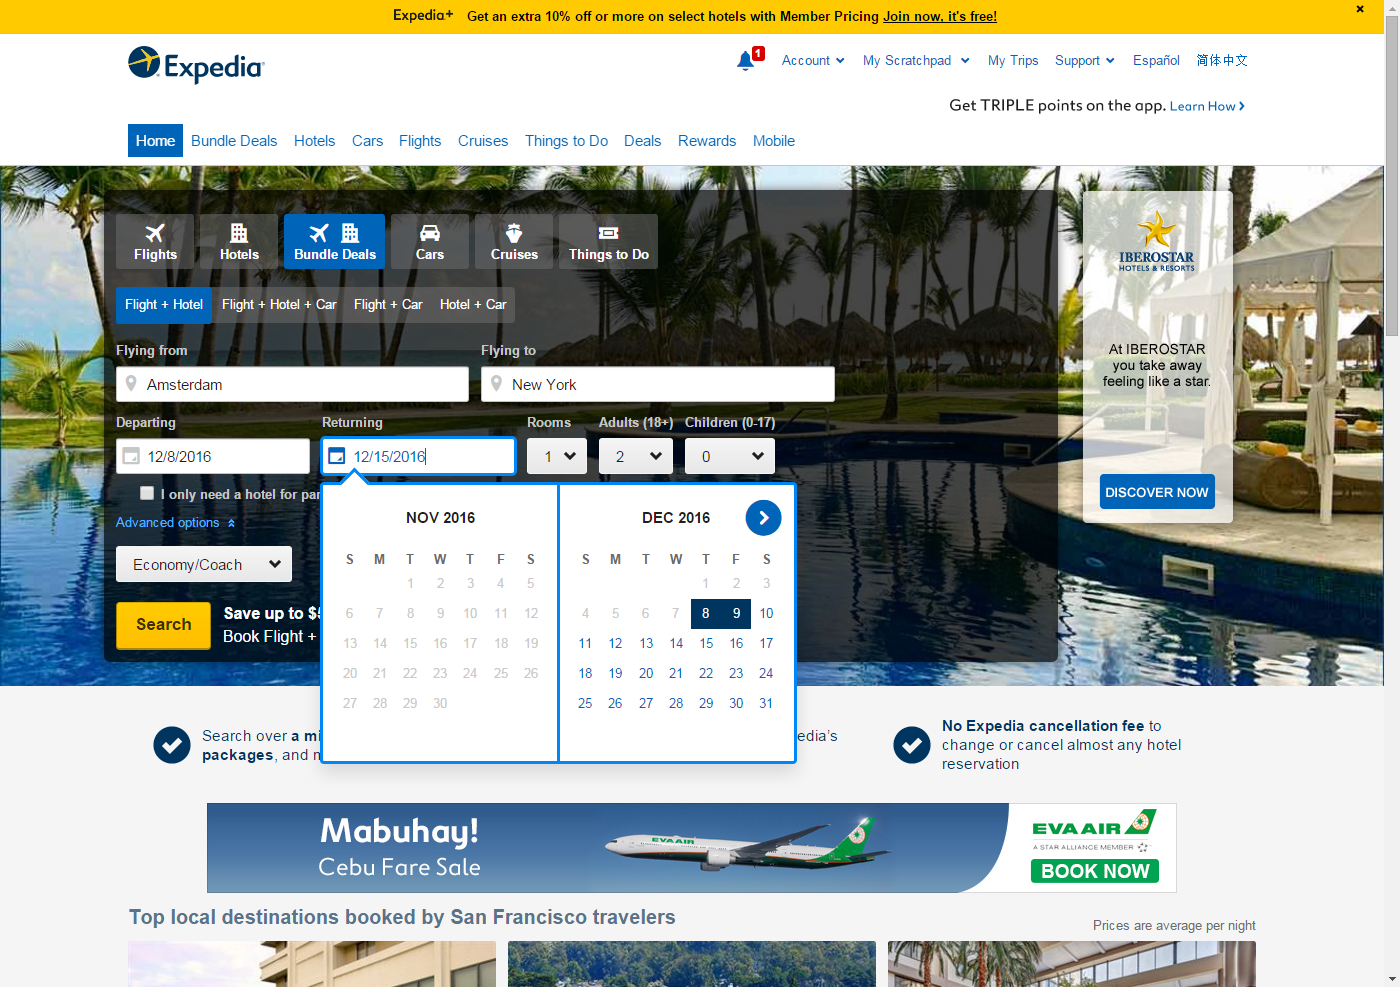 Expedia+ Get an extra 10% off or more on select hotels with Member Pricing Join now, it's free!
Expedia
1
Account
My Scratchpad
My Trips
Support
Español
简体中文
Get TRIPLE points on the app. Learn How
Home
Bundle Deals
Hotels
Cars
Flights
Cruises
Things to Do
Deals
Rewards
Mobile
Flights
Hotels
Bundle Deals
Cars
Cruises
Things to Do
Flight + Hotel
Flight + Hotel + Car
Flight + Car
Hotel + Car
Flying from
Flying to
Amsterdam
New York
Departing
Returning
Rooms
Adults (18+)
Children (0-17)
12/8/2016
12/15/2016
1
2
0
I only need a hotel for par
Advanced options
Economy/Coach
Search
Save up to $5
Book Flight +
NOV 2016
S M T W T F S
1 2 3 4 5
6 7 8 9 10 11 12
13 14 15 16 17 18 19
20 21 22 23 24 25 26
27 28 29 30
DEC 2016
S M T W T F S
1 2 3
4 5 6 7 8 9 10
11 12 13 14 15 16 17
18 19 20 21 22 23 24
25 26 27 28 29 30 31
IBEROSTAR
HOTELS & RESORTS
At IBEROSTAR
you take away
feeling like a star.
DISCOVER NOW
Search over a mi
packages, and m
pedia's
No Expedia cancellation fee to
change or cancel almost any hotel
reservation
Mabuhay!
Cebu Fare Sale
EVA AIR
EVA AIR
A STAR ALLIANCE MEMBER
BOOK NOW
Top local destinations booked by San Francisco travelers
Prices are average per night